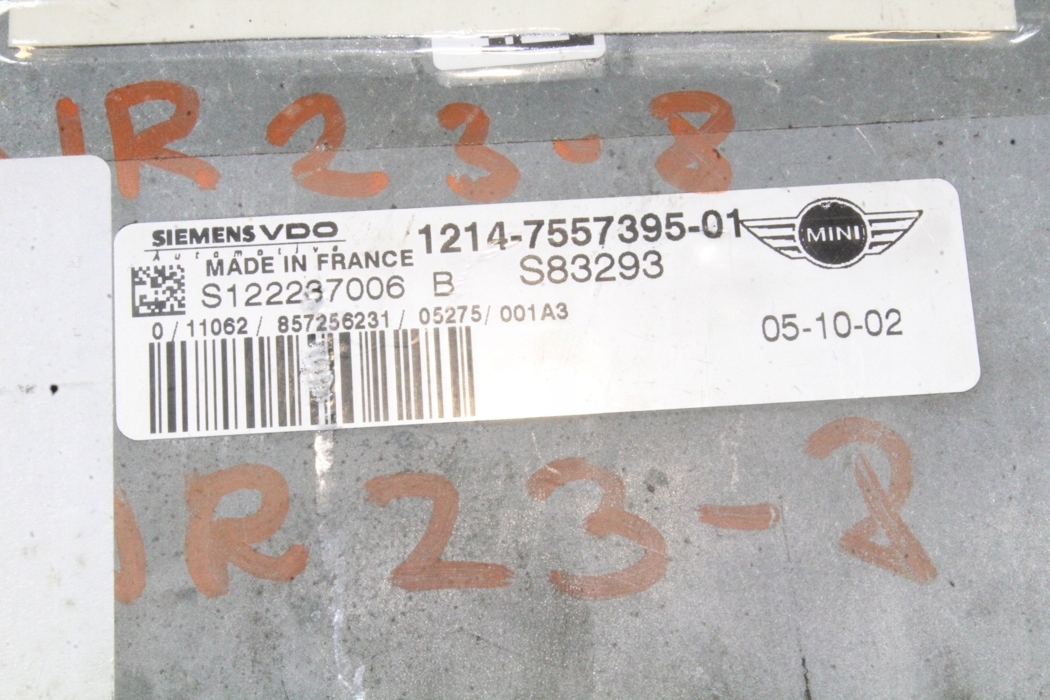 R23-8
SIEMENS VDO
Automotive
1214-7557395-01
MINI
MADE IN FRANCE
S122237006 B S83293
0/11062/ 857256231/ 05275/ 001A3
05-10-02
R23-8